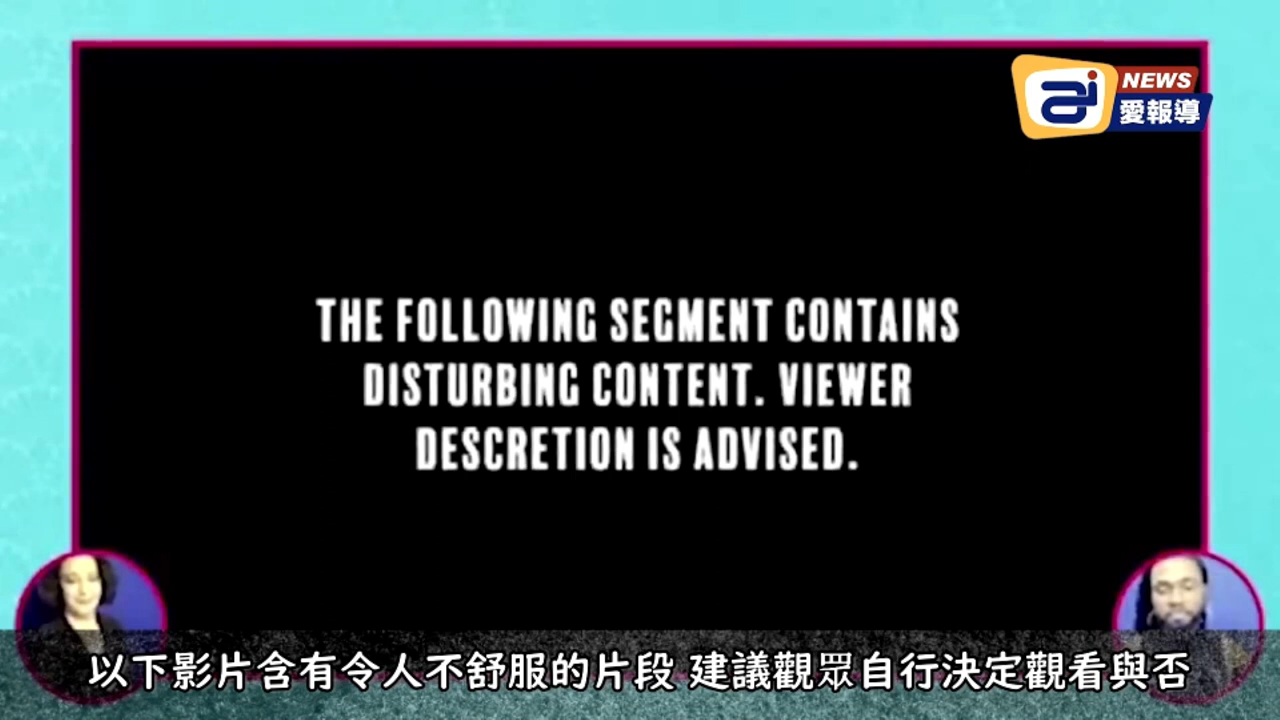 NEWS
愛報導
THE FOLLOWING SEGMENT CONTAINS
DISTURBING CONTENT. VIEWER
DESCRETION IS ADVISED.
以下影片含有令人不舒服的片段 建議觀眾自行決定觀看與否